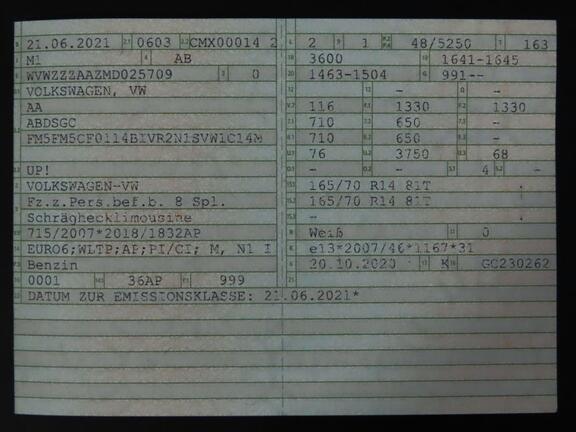 21.06.2021 0603 CMX00014 2
M1 AB
WVWZZZAAZMD025709 0
VOLKSWAGEN, VW
AA
ABDSGC
FM5FM5CF0114BIVR2N1SVW1C14M
UP!
VOLKSWAGEN-VW
Fz.z.Pers.bef.b. 8 Spl.
Schräghecklimousine
715/2007*2018/1832AP
EURO6;WLTP;AP;PI/CI; M, N1 I
Benzin
0001 36AP 999
DATUM ZUR EMISSIONSKLASSE: 21.06.2021*
2 1 48/5250 163
3600 1641-1645
1463-1504 991--
- -
116 1330 1330
710 650 -
710 650 -
76 3750 68
- - 4 -
165/70 R14 81T
165/70 R14 81T
-
Weiß 0
e13*2007/46*1167*31
20.10.2020 K GC230262